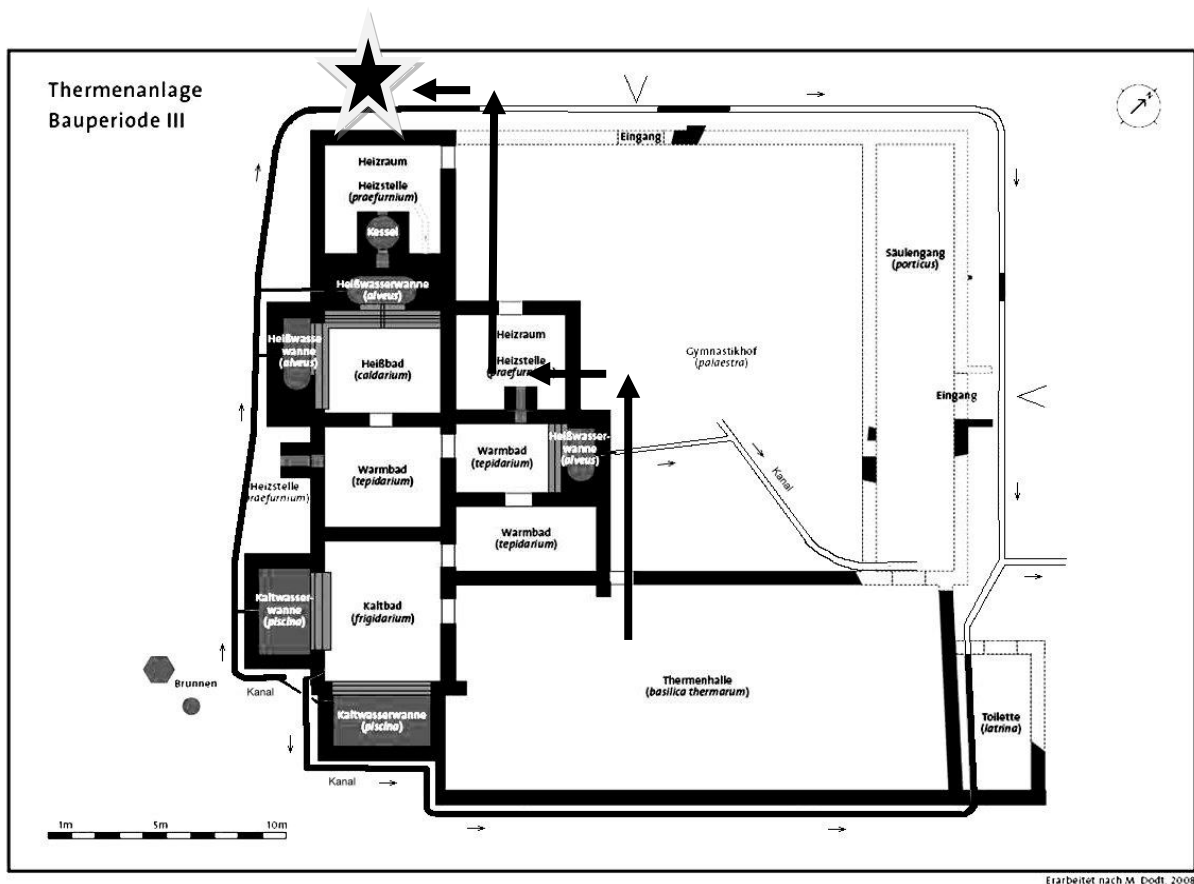 Thermenanlage
Bauperiode III
N
Eingang
Heizraum
Heizstelle
(praefurnium)
Kessel
Säulengang
(porticus)
Heißwasserwanne
(alveus)
Heizraum
Heizstelle
(praefurnium)
Heißwasser
wanne
(alveus)
Heißbad
(caldarium)
Gymnastikhof
(palaestra)
Eingang
Warmbad
(tepidarium)
Heißwasser-
wanne
(alveus)
Warmbad
(tepidarium)
Kanal
Heizstelle
(praefurnium)
Warmbad
(tepidarium)
Kaltwasser-
wanne
(piscina)
Kaltbad
(frigidarium)
Brunnen
Kanal
Thermenhalle
(basilica thermarum)
Kaltwasserwanne
(piscina)
Toilette
(latrina)
Kanal
1m 5m 10m
Erarbeitet nach M. Dodt, 2008